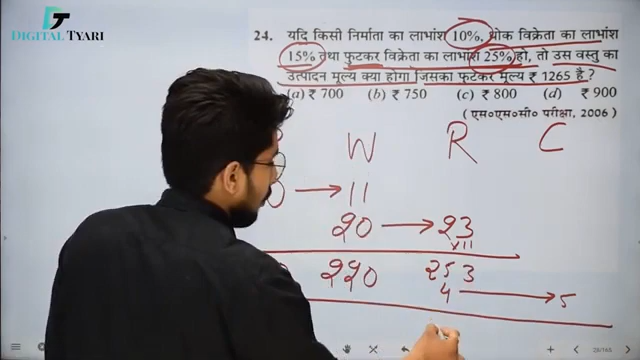 DIGITAL TYARI
24. यदि किसी निर्माता का लाभांश 10%, थोक विक्रेता का लाभांश
15% तथा फुटकर विक्रेता का लाभांश 25% हो, तो उस वस्तु का
उत्पादन मूल्य क्या होगा जिसका फुटकर मूल्य ₹ 1265 है ?
(a) ₹ 700 (b) ₹ 750 (c) ₹ 800 (d) ₹ 900
( एस०एस०सी० परीक्षा, 2006 )
W R C
11
20 23
x11
220 253
4 5